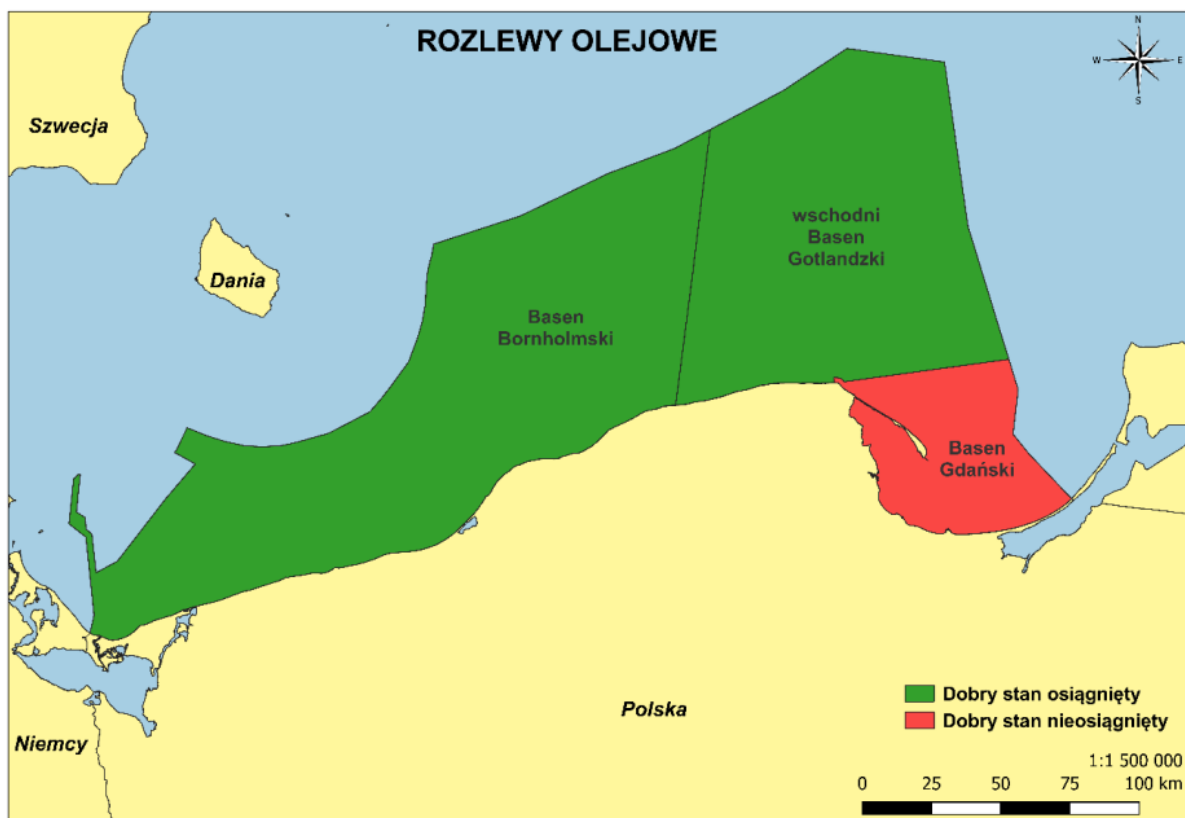 ROZLEWY OLEJOWE
N
W E
S
Szwecja
Dania
wschodni
Basen
Gotlandzki
Basen
Bornholmski
Basen
Gdański
Polska
Niemcy
Dobry stan osiągnięty
Dobry stan nieosiągnięty
1:1 500 000
0 25 50 75 100 km